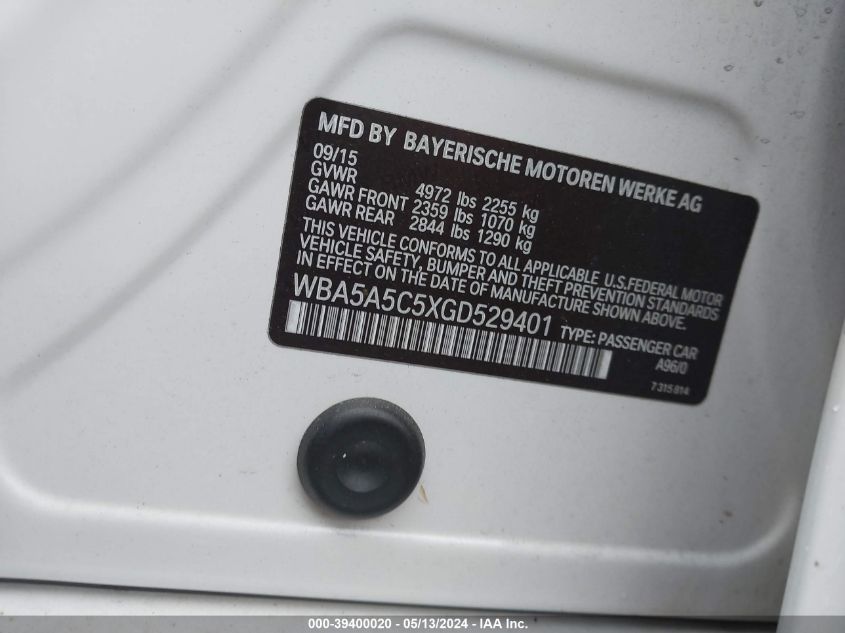 MFD BY BAYERISCHE MOTOREN WERKE AG
09/15
GVWR 4972 lbs 2255 kg
GAWR FRONT 2359 lbs 1070 kg
GAWR REAR 2844 lbs 1290 kg
THIS VEHICLE CONFORMS TO ALL APPLICABLE U.S.FEDERAL MOTOR
VEHICLE SAFETY, BUMPER AND THEFT PREVENTION STANDARDS
IN EFFECT ON THE DATE OF MANUFACTURE SHOWN ABOVE.
WBA5A5C5XGD529401 TYPE: PASSENGER CAR
A96/0
7315814
000-39400020 - 05/13/2024 - IAA Inc.